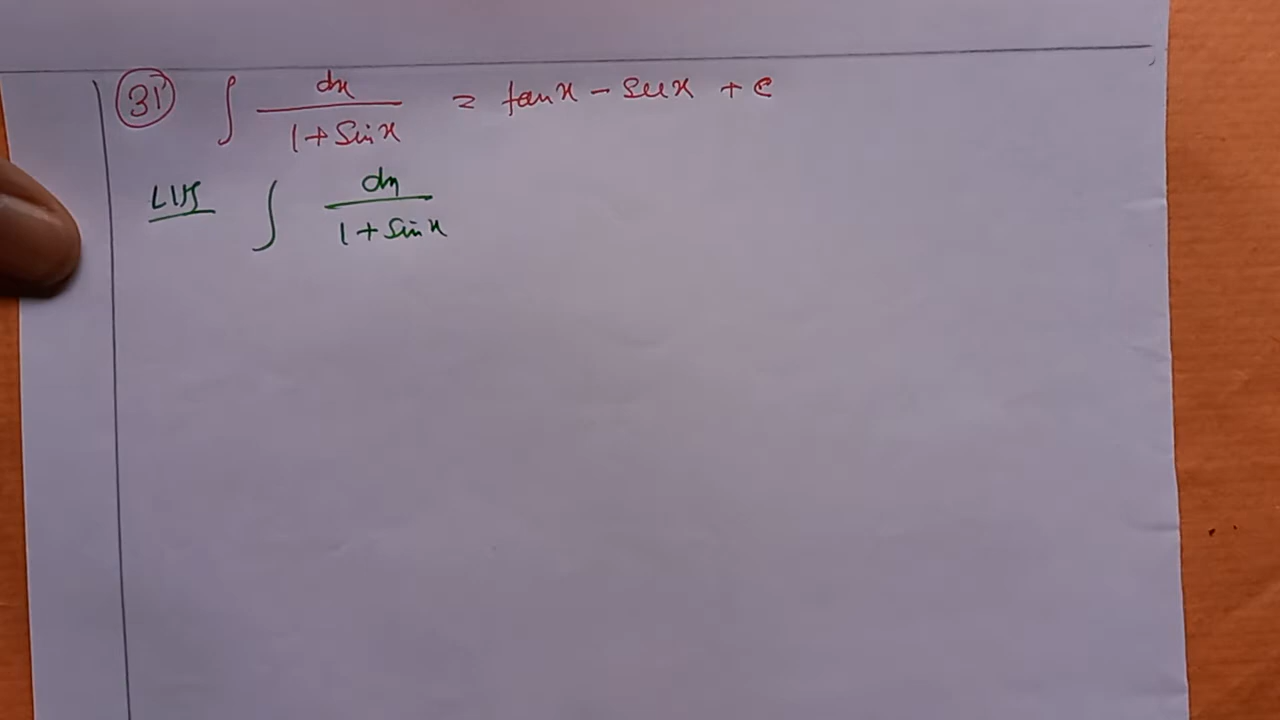 31) ∫ dx / (1 + Sin x) = tan x - Sec x + c
LHS ∫ dx / (1 + Sin x)